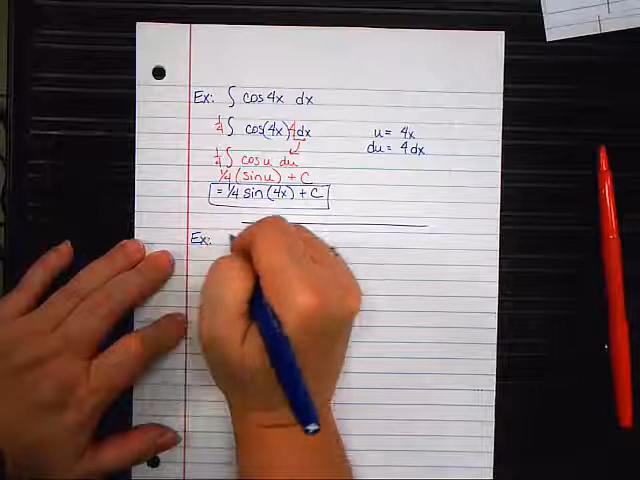 Ex: ∫ cos 4x dx
1/4 ∫ cos(4x) 4dx
u = 4x
du = 4 dx
1/4 ∫ cos u du
1/4 (sin u) + C
= 1/4 sin (4x) + C
Ex: